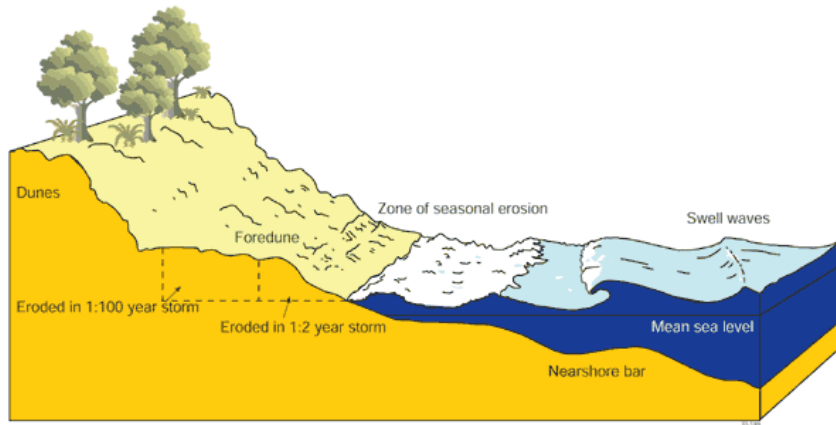 Dunes
Zone of seasonal erosion
Swell waves
Foredune
Eroded in 1:100 year storm
Eroded in 1:2 year storm
Mean sea level
Nearshore bar